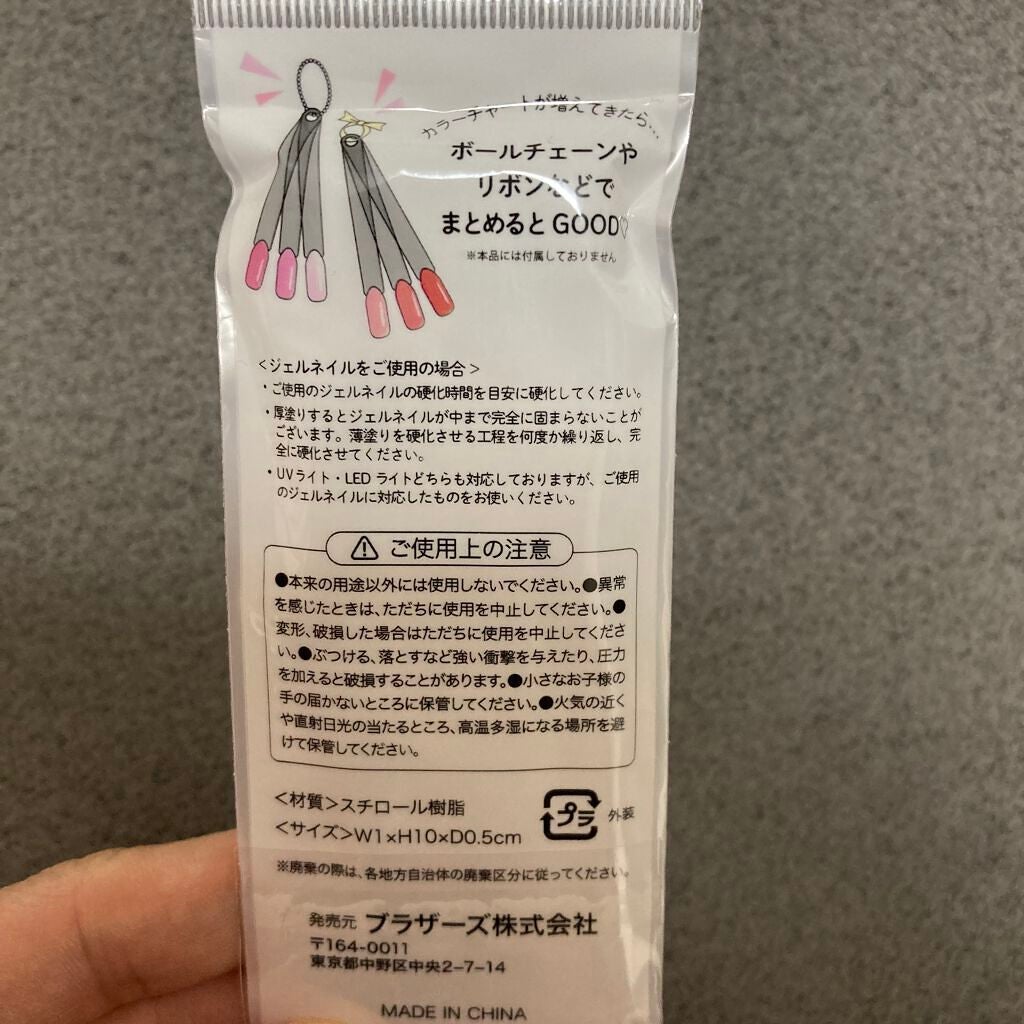 カラーチャートが増えてきたら…
ボールチェーンや
リボンなどで
まとめるとGOOD♡
※本品には付属しておりません
＜ジェルネイルをご使用の場合＞
・ご使用のジェルネイルの硬化時間を目安に硬化してください。
・厚塗りするとジェルネイルが中まで完全に固まらないことが
ございます。薄塗りを硬化させる工程を何度か繰り返し、完
全に硬化させてください。
・UVライト・LEDライトどちらも対応しておりますが、ご使用
のジェルネイルに対応したものをお使いください。
⚠ ご使用上の注意
●本来の用途以外には使用しないでください。●異常
を感じたときは、ただちに使用を中止してください。●
変形、破損した場合はただちに使用を中止してくださ
い。●ぶつける、落とすなど強い衝撃を与えたり、圧力
を加えると破損することがあります。●小さなお子様の
手の届かないところに保管してください。●火気の近く
や直射日光の当たるところ、高温多湿になる場所を避
けて保管してください。
＜材質＞スチロール樹脂
＜サイズ＞W1×H10×D0.5cm
プラ 外装
※廃棄の際は、各地方自治体の廃棄区分に従ってください。
発売元 ブラザーズ株式会社
〒164-0011
東京都中野区中央2-7-14
MADE IN CHINA